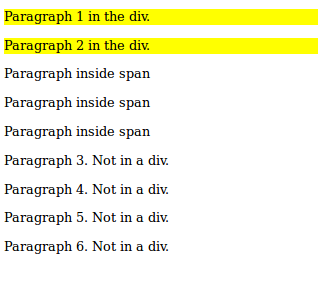 Paragraph 1 in the div.
Paragraph 2 in the div.
Paragraph inside span
Paragraph inside span
Paragraph inside span
Paragraph 3. Not in a div.
Paragraph 4. Not in a div.
Paragraph 5. Not in a div.
Paragraph 6. Not in a div.